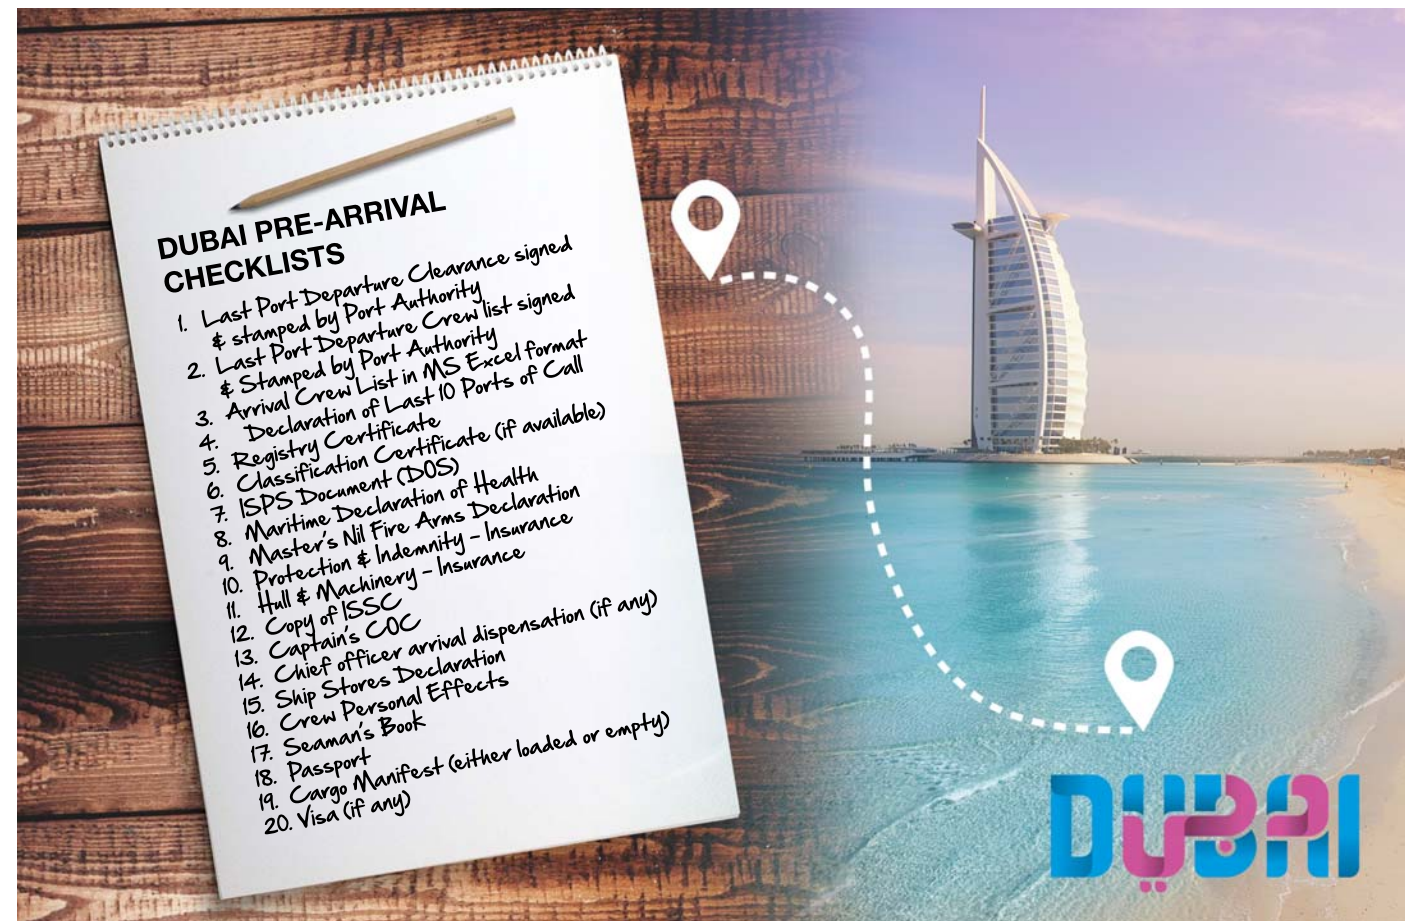 DUBAI PRE-ARRIVAL
CHECKLISTS
1. Last Port Departure Clearance signed
& stamped by Port Authority
2. Last Port Departure Crew list signed
& Stamped by Port Authority
3. Arrival Crew List in MS Excel format
4. Declaration of Last 10 Ports of Call
5. Registry Certificate
6. Classification Certificate (if available)
7. ISPS Document (DOS)
8. Maritime Declaration of Health
9. Master's Nil Fire Arms Declaration
10. Protection & Indemnity - Insurance
11. Hull & Machinery - Insurance
12. Copy of ISSC
13. Captain's COC
14. Chief officer arrival dispensation (if any)
15. Ship Stores Declaration
16. Crew Personal Effects
17. Seaman's Book
18. Passport
19. Cargo Manifest (either loaded or empty)
20. Visa (if any)
DUBAI